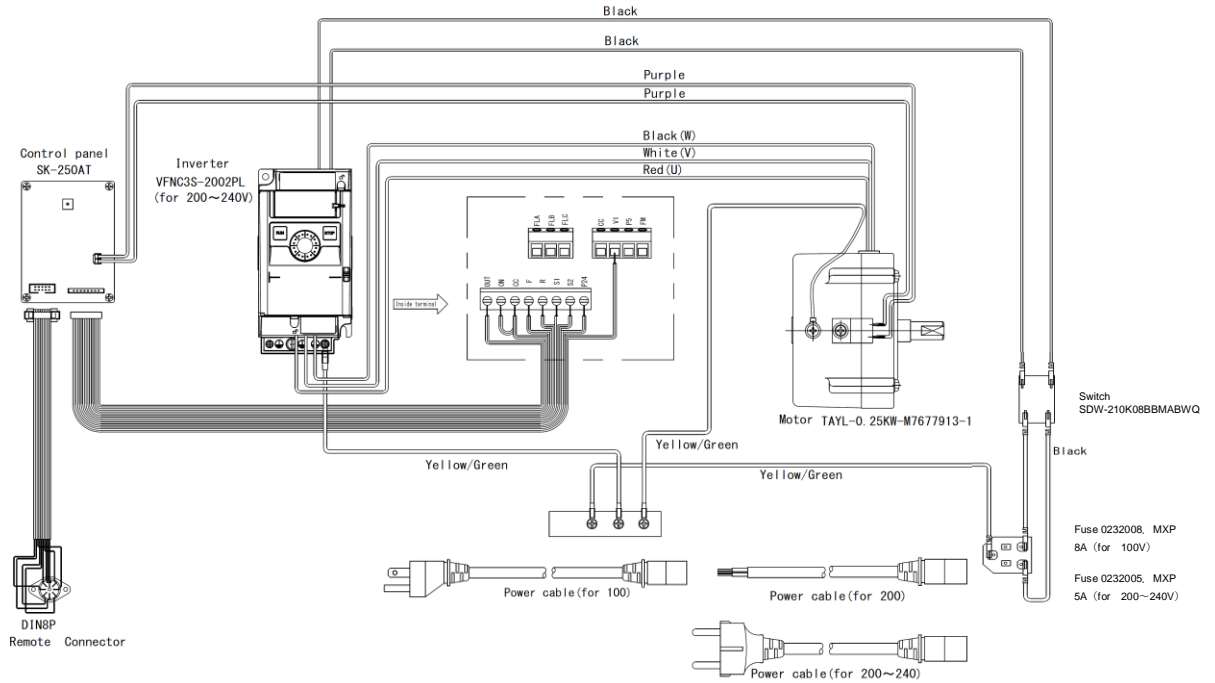 Black
Black
Purple
Purple
Black(W)
White(V)
Red(U)
Control panel
SK-250AT
Inverter
VFNC3S-2002PL
(for 200～240V)
RUN
STOP
FLA
FLB
FLC
CC
V1
P5
FM
OUT
ON
CC
F
R
S1
S2
P24
Inside terminal
Motor TAYL-0.25KW-M7677913-1
Switch
SDW-210K08BBMABWQ
Yellow/Green
Yellow/Green
Yellow/Green
Black
Fuse 0232008, MXP
8A (for 100V)
Fuse 0232005, MXP
5A (for 200～240V)
Power cable(for 100)
Power cable(for 200)
Power cable(for 200～240)
DIN8P
Remote Connector